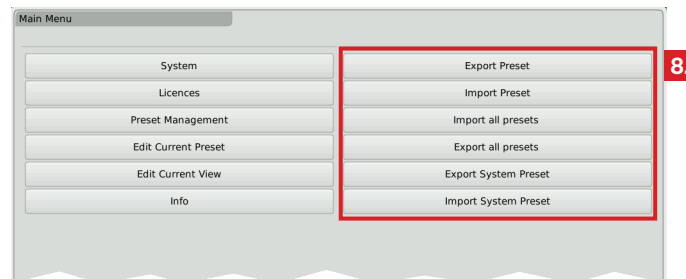 Main Menu
System
Licences
Preset Management
Edit Current Preset
Edit Current View
Info
Export Preset
Import Preset
Import all presets
Export all presets
Export System Preset
Import System Preset
8.